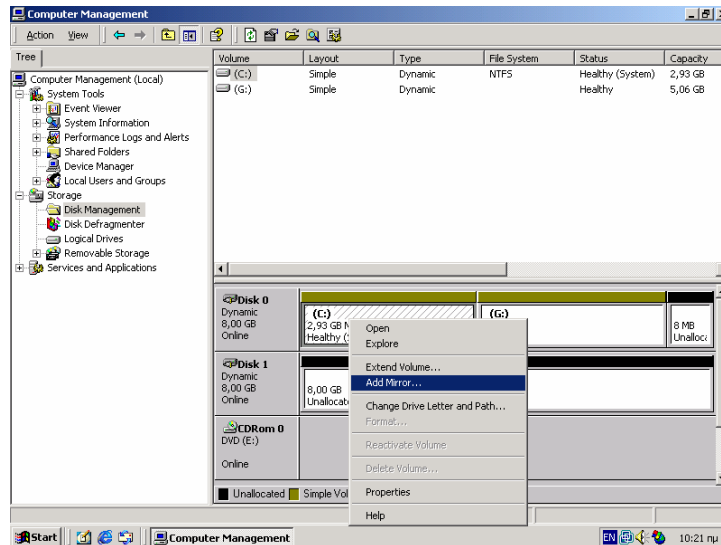 Computer Management
Action View
Tree
Computer Management (Local)
System Tools
Event Viewer
System Information
Performance Logs and Alerts
Shared Folders
Device Manager
Local Users and Groups
Storage
Disk Management
Disk Defragmenter
Logical Drives
Removable Storage
Services and Applications
Volume Layout Type File System Status Capacity
(C:) Simple Dynamic NTFS Healthy (System) 2,93 GB
(G:) Simple Dynamic Healthy 5,06 GB
Disk 0
Dynamic
8,00 GB
Online
(C:)
2,93 GB N
Healthy (
(G:)
8 MB
Unalloc
Disk 1
Dynamic
8,00 GB
Online
8,00 GB
Unallocat
CDRom 0
DVD (E:)
Online
Open
Explore
Extend Volume...
Add Mirror...
Change Drive Letter and Path...
Format...
Reactivate Volume
Delete Volume...
Properties
Help
Unallocated Simple Vol
Start Computer Management EN 10:21 πμ